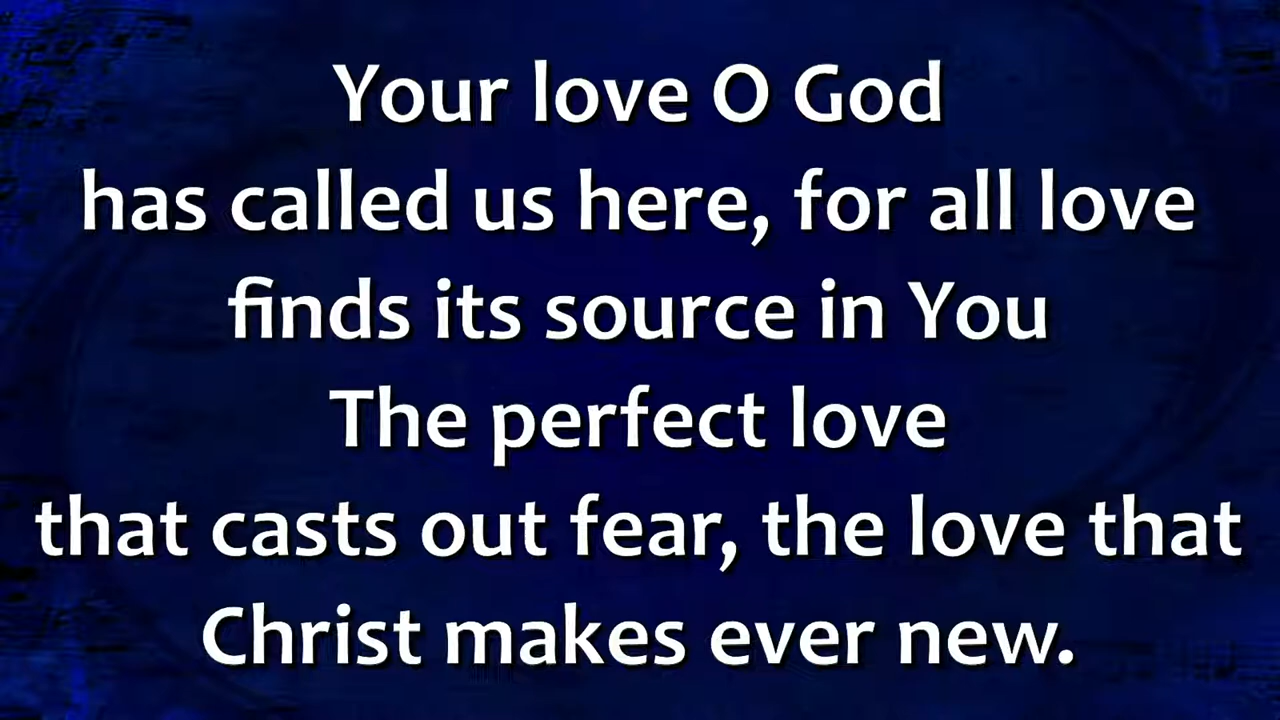 Your love O God
has called us here, for all love
finds its source in You
The perfect love
that casts out fear, the love that
Christ makes ever new.